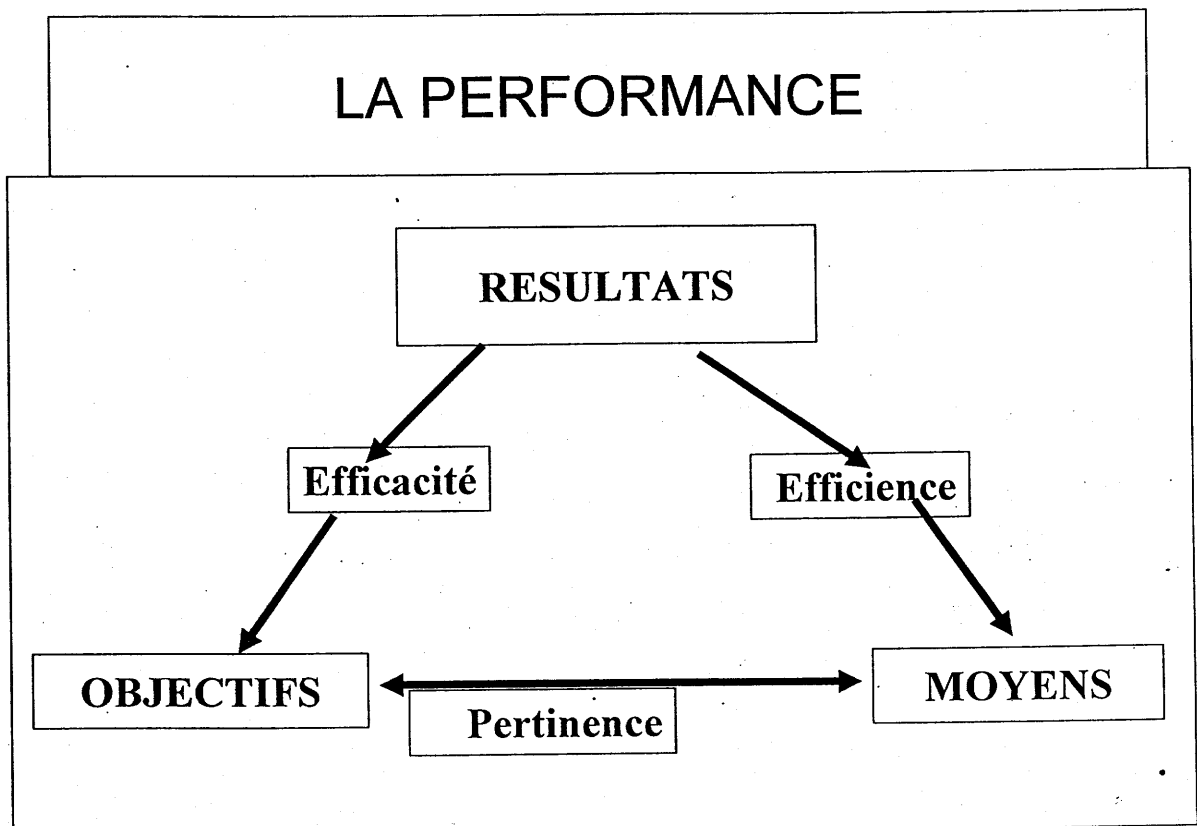 LA PERFORMANCE
RESULTATS
Efficacité
Efficience
OBJECTIFS
MOYENS
Pertinence